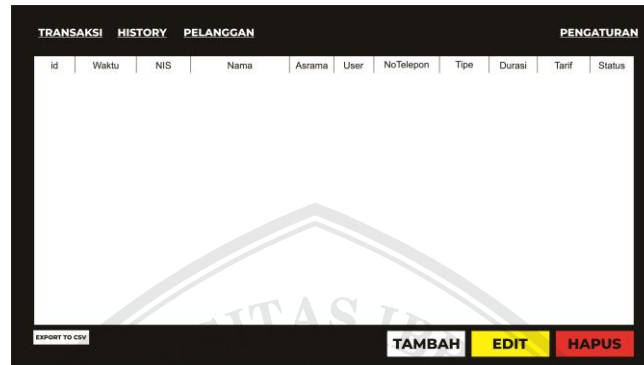 TRANSAKSI HISTORY PELANGGAN PENGATURAN
id Waktu NIS Nama Asrama User NoTelepon Tipe Durasi Tarif Status
EXPORT TO CSV TAMBAH EDIT HAPUS